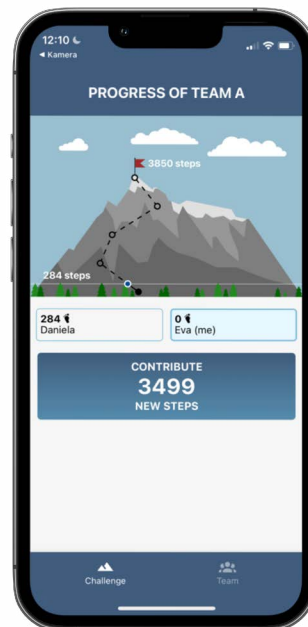 12:10
◀ Kamera
PROGRESS OF TEAM A
3850 steps
284 steps
284
Daniela
0
Eva (me)
CONTRIBUTE
3499
NEW STEPS
Challenge
Team